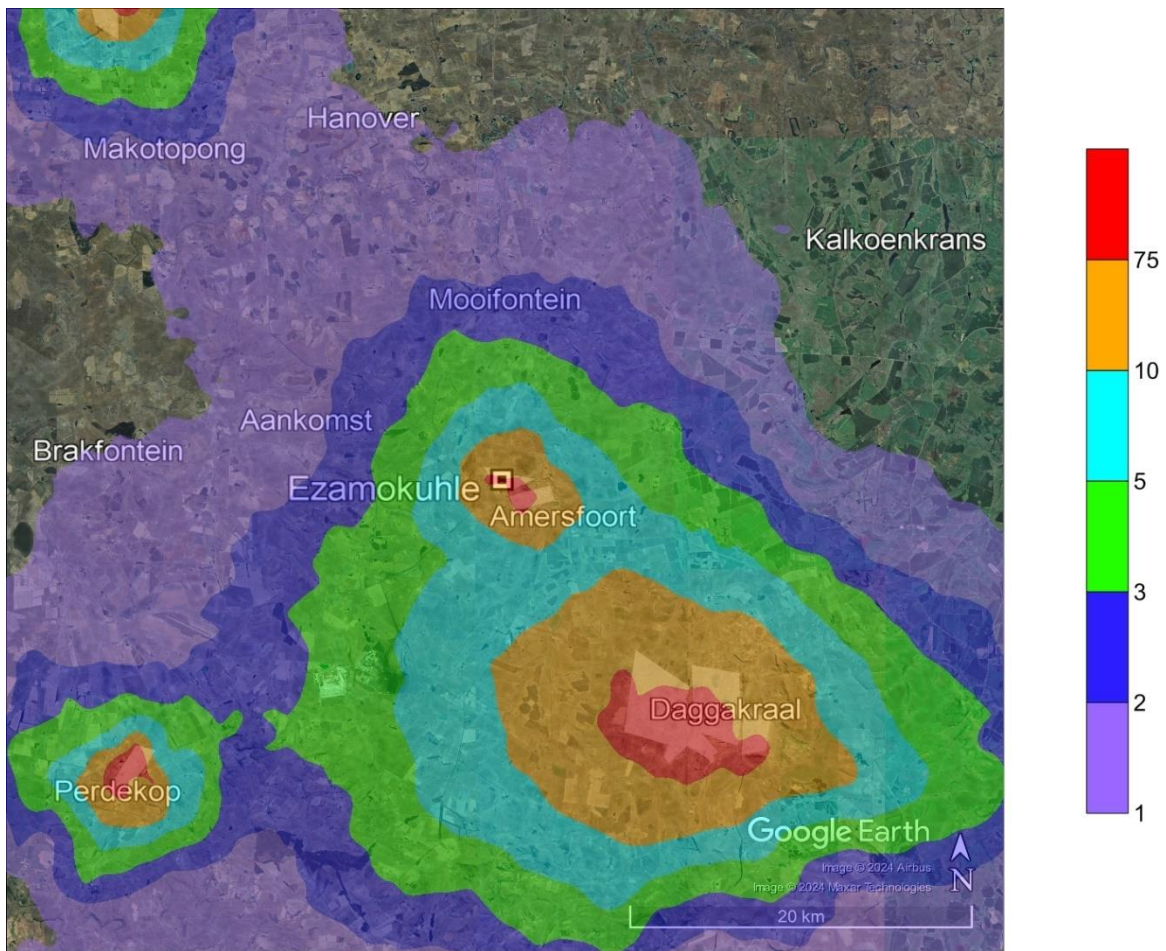 Hanover
Makotopong
Kalkoenkrans
75
Mooifontein
10
Aankomst
Brakfontein
5
Ezamokuhle
Amersfoort
3
2
Daggakraal
Perdekop
1
Google Earth
Image © 2024 Airbus
Image © 2024 Maxar Technologies
N
20 km